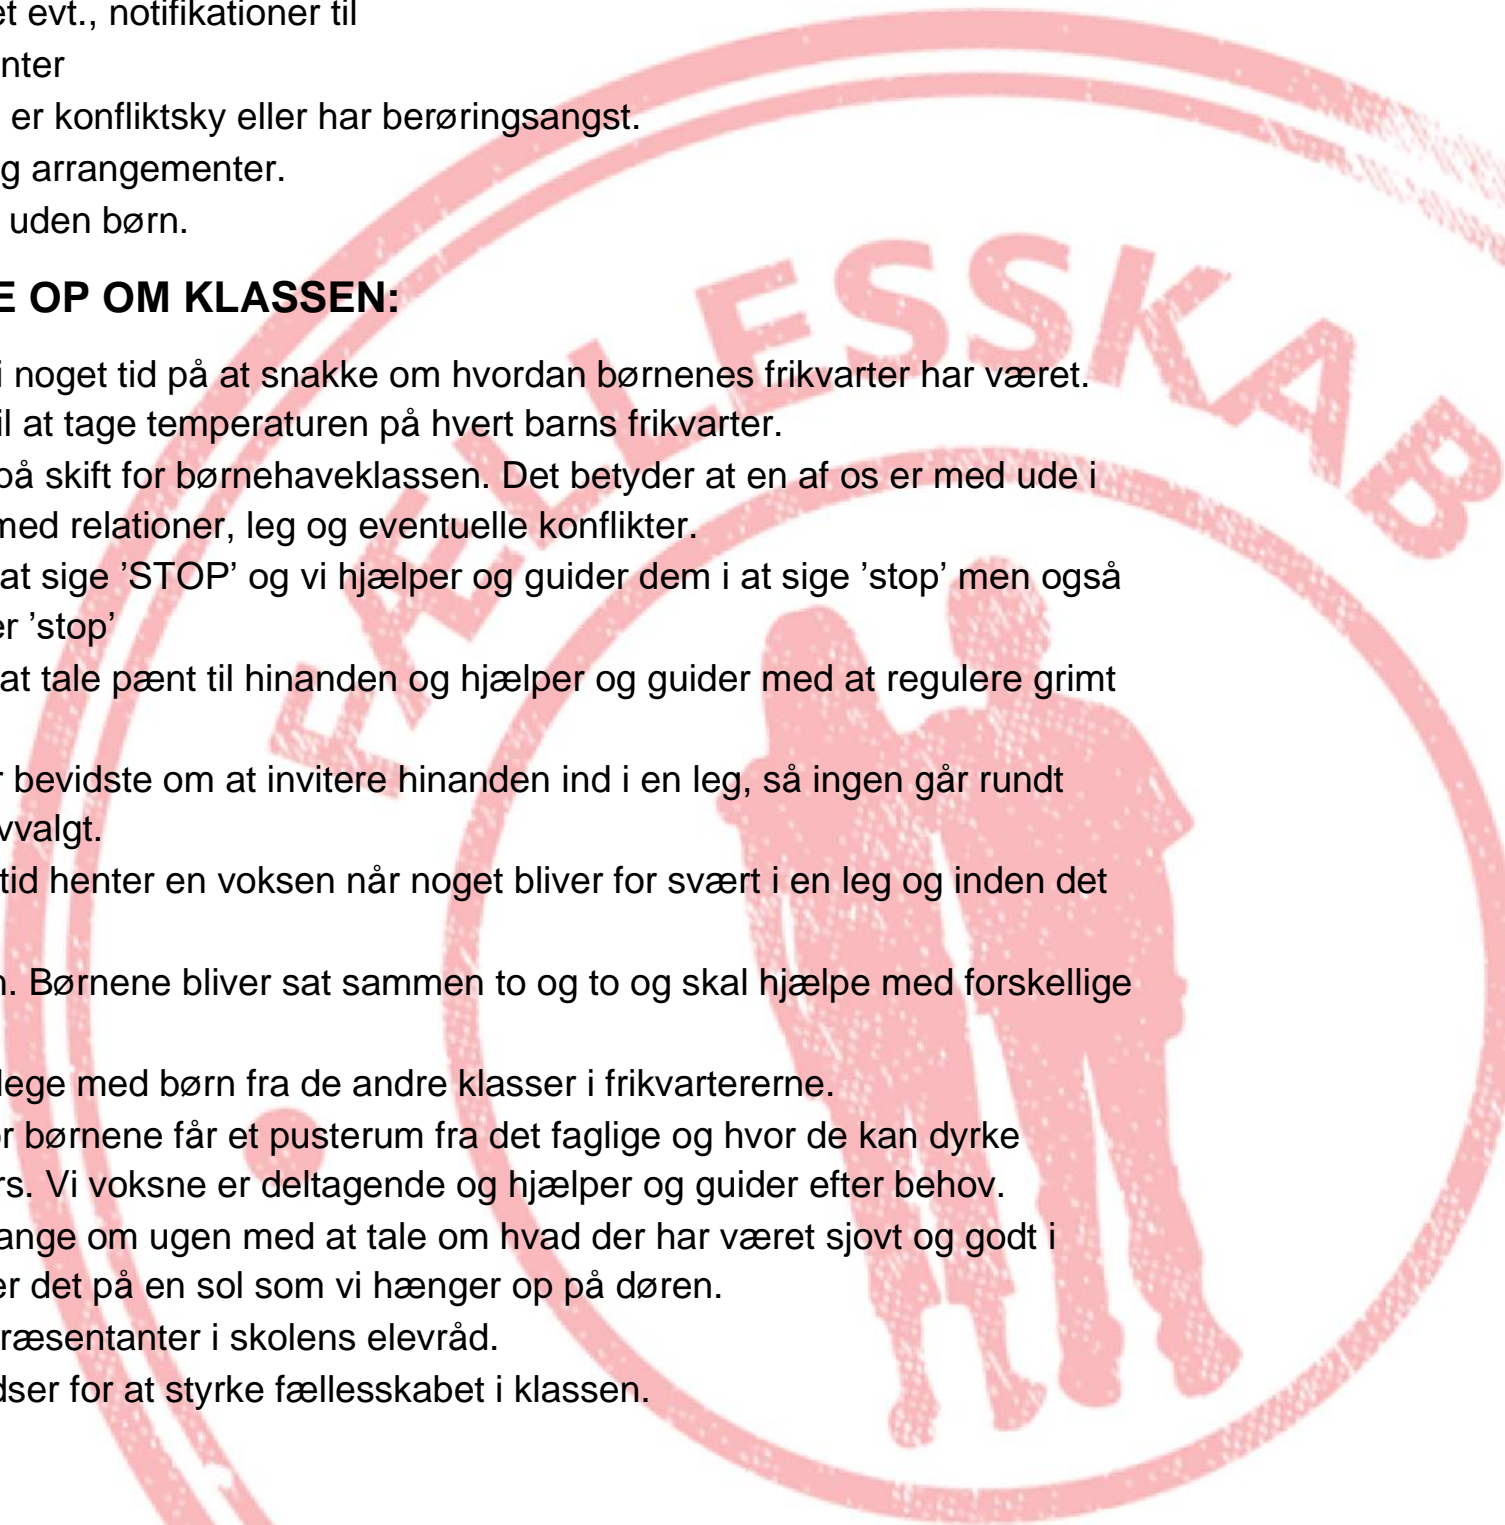 et evt., notifikationer til
nter
er konfliktsky eller har berøringsangst.
g arrangementer.
uden børn.
E OP OM KLASSEN:
i noget tid på at snakke om hvordan børnenes frikvarter har været.
il at tage temperaturen på hvert barns frikvarter.
på skift for børnehaveklassen. Det betyder at en af os er med ude i
med relationer, leg og eventuelle konflikter.
at sige ’STOP’ og vi hjælper og guider dem i at sige ’stop’ men også
er ’stop’
at tale pænt til hinanden og hjælper og guider med at regulere grimt
r bevidste om at invitere hinanden ind i en leg, så ingen går rundt
vvalgt.
tid henter en voksen når noget bliver for svært i en leg og inden det
n. Børnene bliver sat sammen to og to og skal hjælpe med forskellige
lege med børn fra de andre klasser i frikvartererne.
or børnene får et pusterum fra det faglige og hvor de kan dyrke
rs. Vi voksne er deltagende og hjælper og guider efter behov.
ange om ugen med at tale om hvad der har været sjovt og godt i
er det på en sol som vi hænger op på døren.
ræsentanter i skolens elevråd.
dser for at styrke fællesskabet i klassen.
FÆLLESSKAB